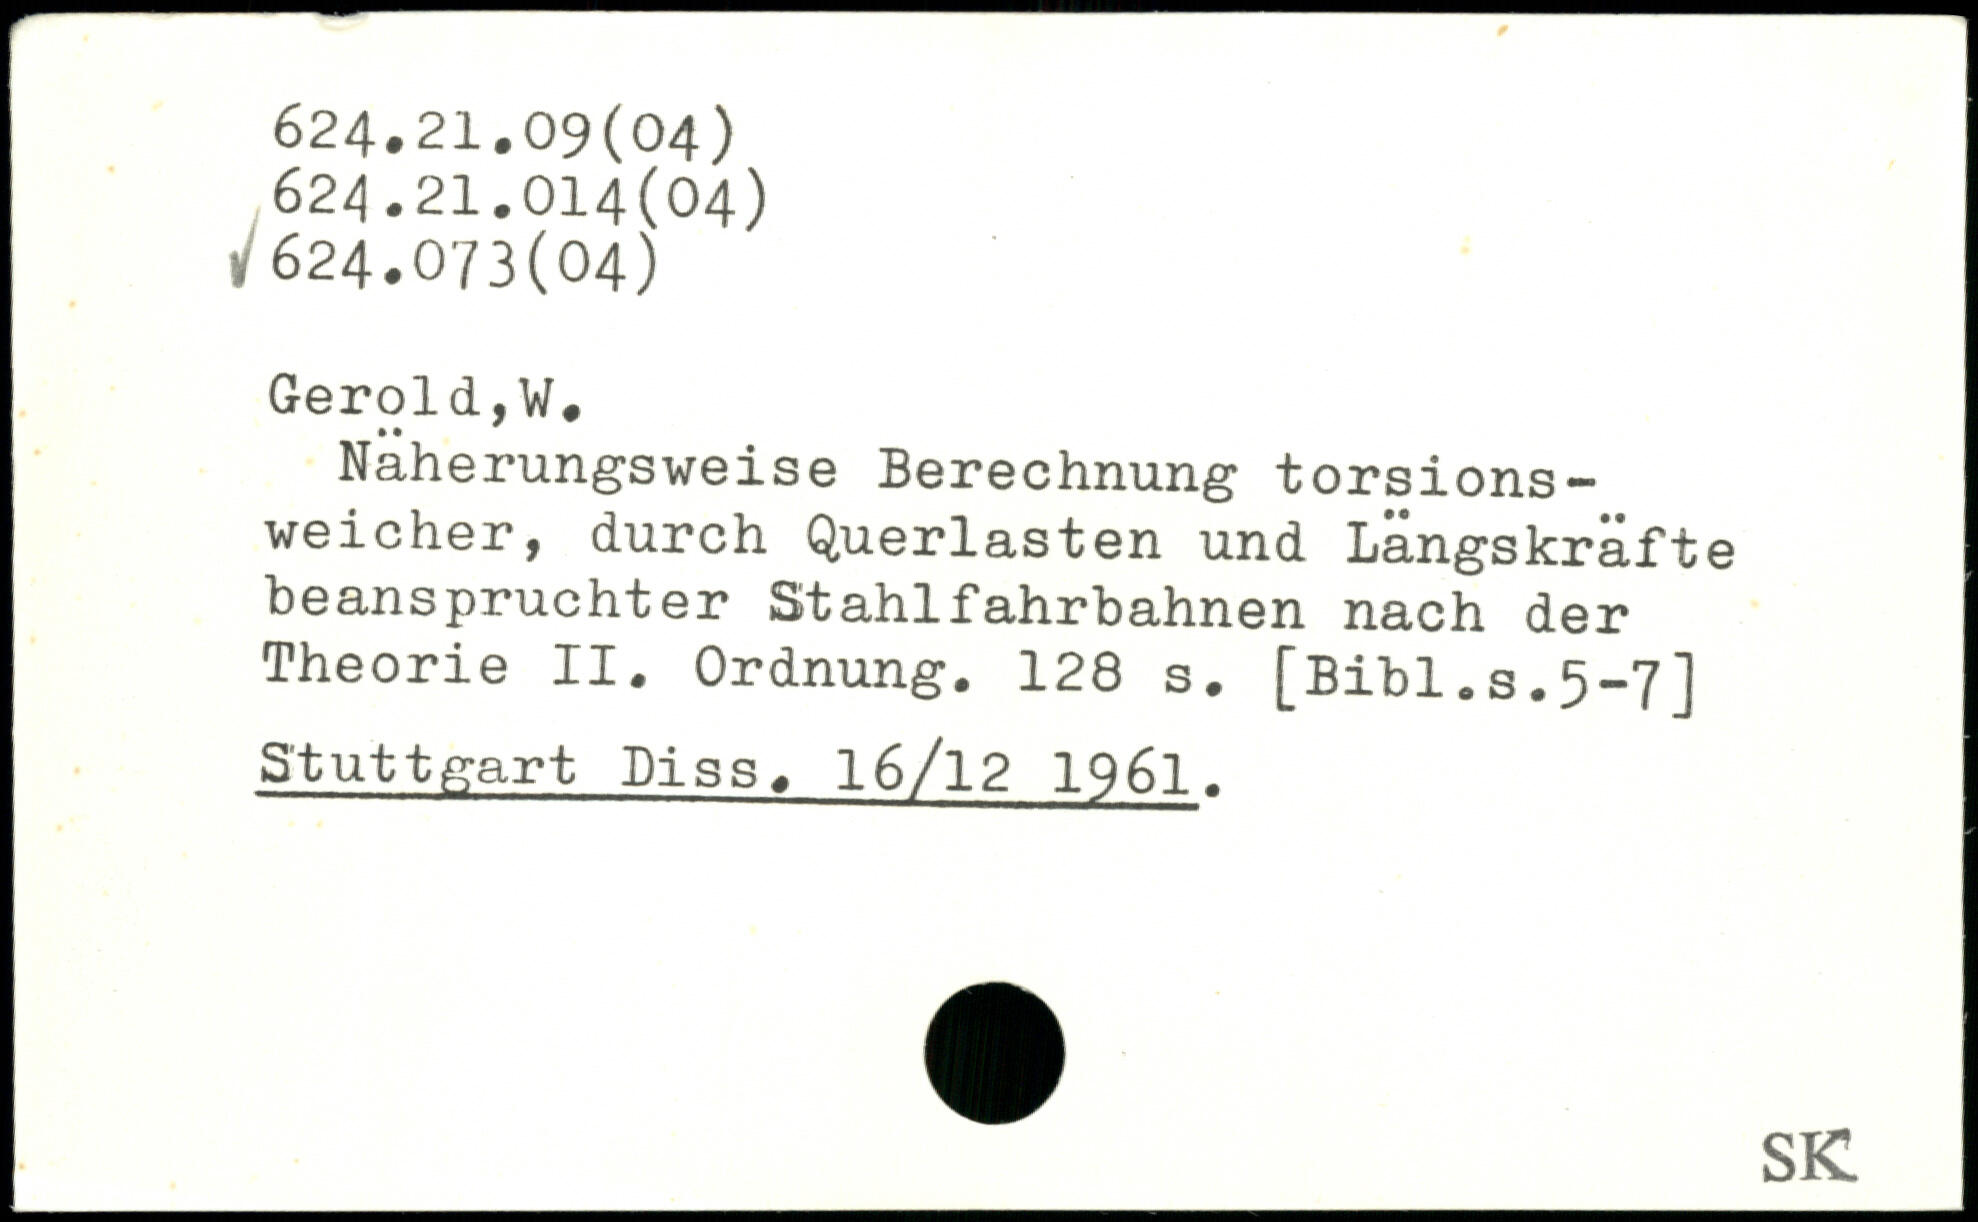 624.21.09(04)
624.21.014(04)
✓ 624.073(04)
Gerold,W.
Näherungsweise Berechnung torsions-
weicher, durch Querlasten und Längskräfte
beanspruchter Stahlfahrbahnen nach der
Theorie II. Ordnung. 128 s. [Bibl.s.5-7]
Stuttgart Diss. 16/12 1961.
SK